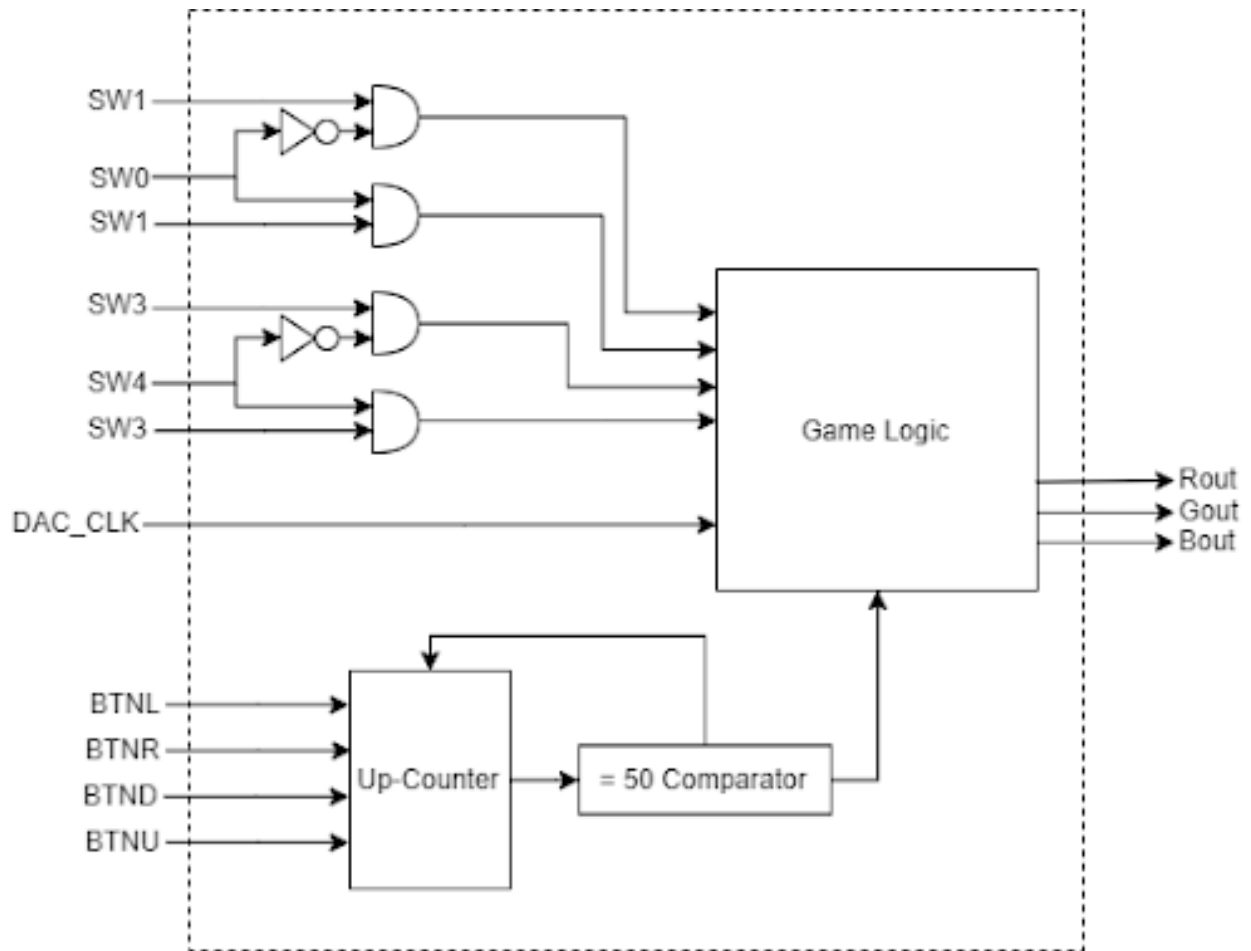 SW1
SW0
SW1
SW3
SW4
SW3
Game Logic
Rout
Gout
Bout
DAC_CLK
BTNL
BTNR
BTND
BTNU
Up-Counter
= 50 Comparator